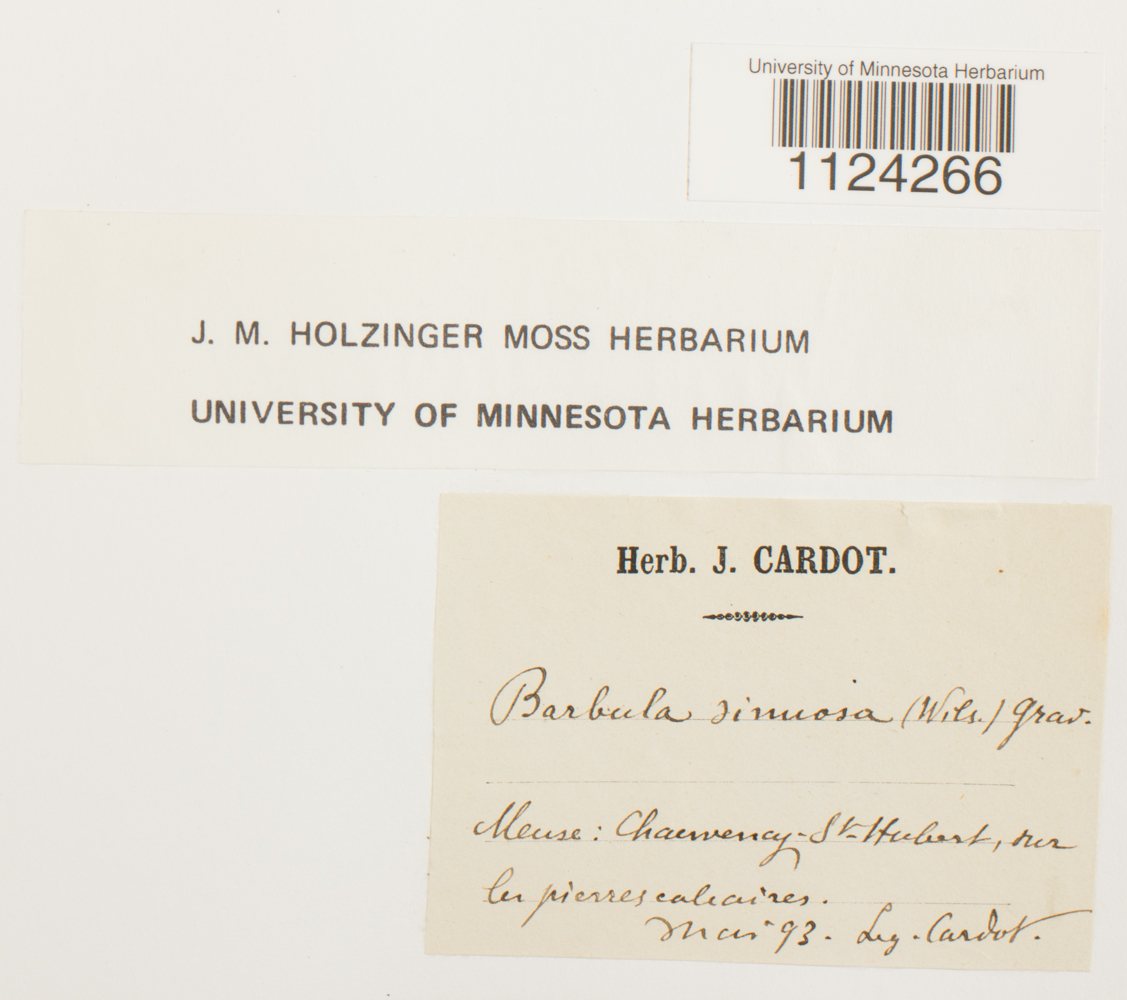 University of Minnesota Herbarium
1124266
J. M. HOLZINGER MOSS HERBARIUM
UNIVERSITY OF MINNESOTA HERBARIUM
Herb. J. CARDOT.
Barbula sinuosa (Wils.) Grav.
Meuse: Chauvency-St-Hubert, sur
les pierres calcaires.
Mai 93. Leg. Cardot.